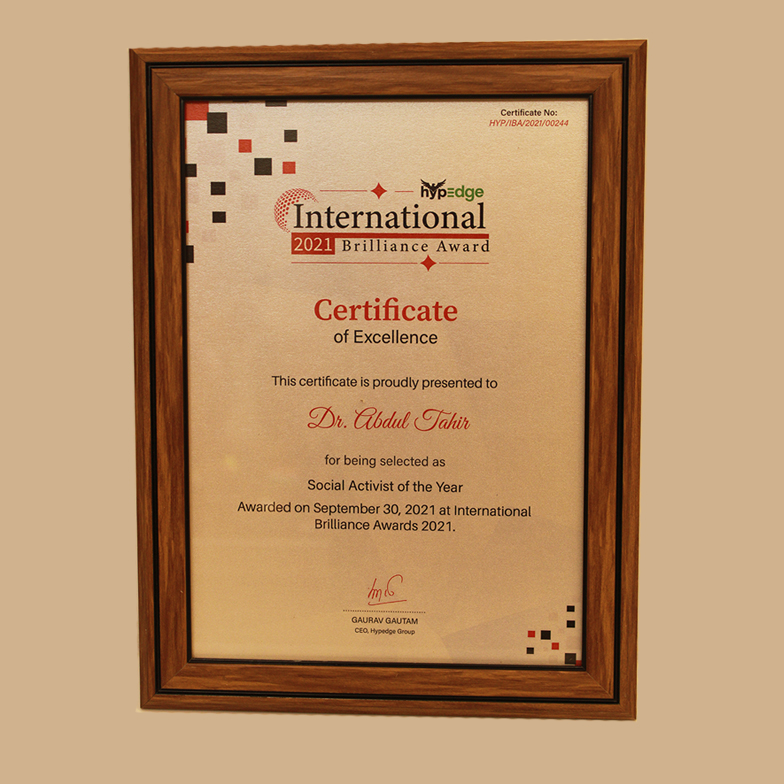 Certificate No:
HYP/IBA/2021/00244
hypEdge
International
2021 Brilliance Award
Certificate
of Excellence
This certificate is proudly presented to
Dr. Abdul Tahir
for being selected as
Social Activist of the Year
Awarded on September 30, 2021 at International
Brilliance Awards 2021.
GAURAV GAUTAM
CEO, Hypedge Group